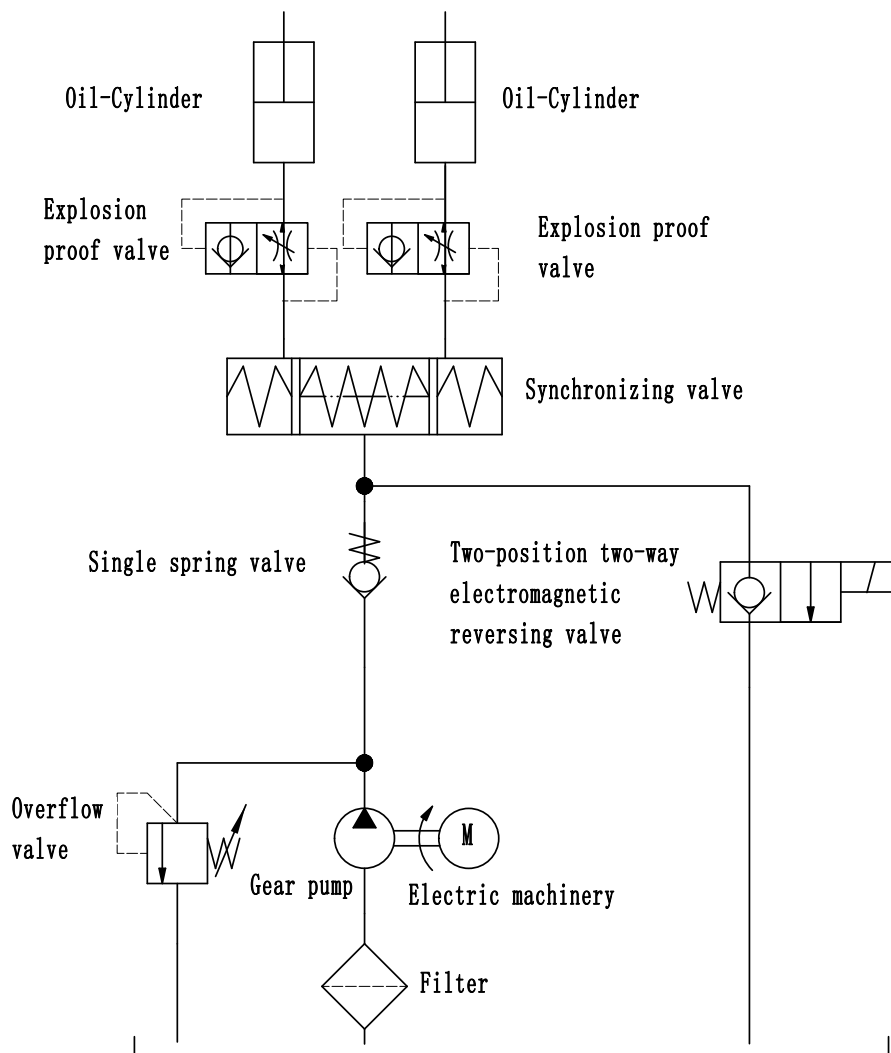 Oil-Cylinder
Oil-Cylinder
Explosion
proof valve
Explosion proof
valve
Synchronizing valve
Single spring valve
Two-position two-way
electromagnetic
reversing valve
Overflow
valve
M
Gear pump
Electric machinery
Filter